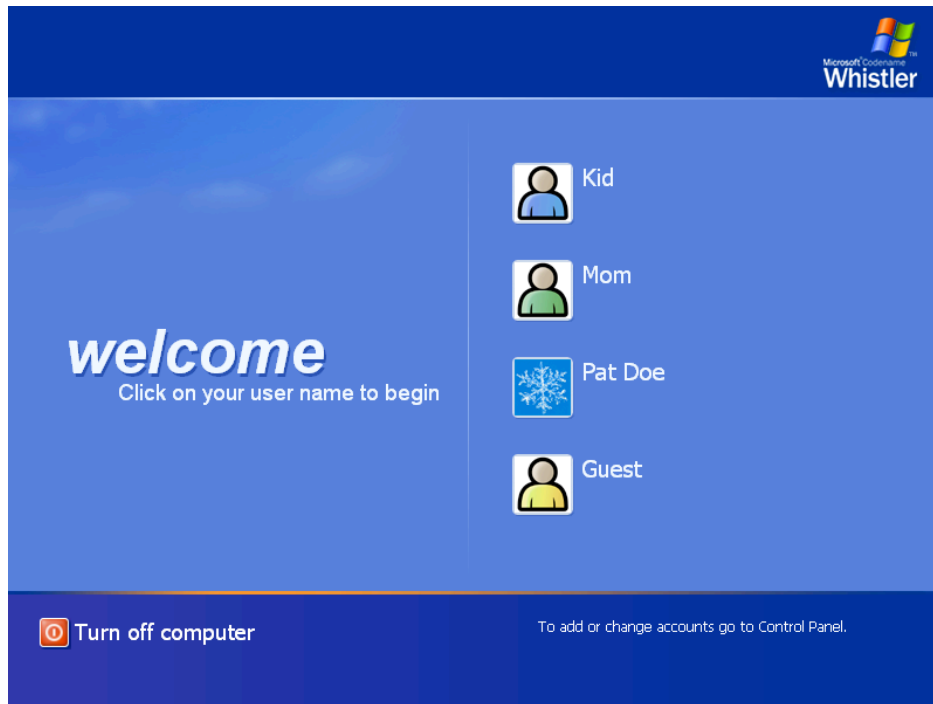 Microsoft® Codename
Whistler™
welcome
Click on your user name to begin
Kid
Mom
Pat Doe
Guest
Turn off computer
To add or change accounts go to Control Panel.